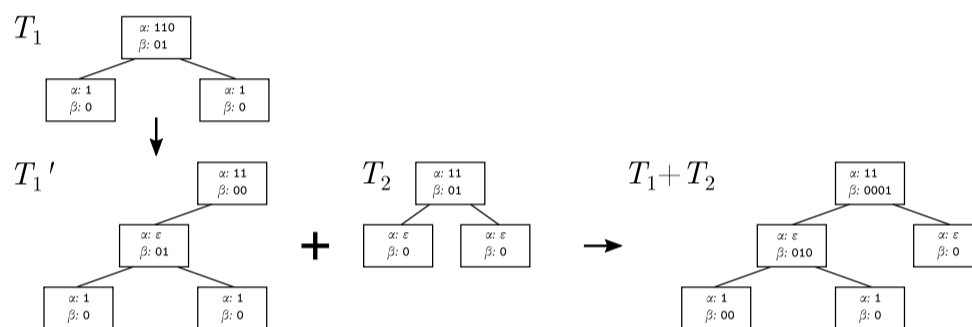 T₁
α: 110
β: 01
α: 1
β: 0
α: 1
β: 0
T₁′
α: 11
β: 00
α: ε
β: 01
α: 1
β: 0
α: 1
β: 0
+
T₂
α: 11
β: 01
α: ε
β: 0
α: ε
β: 0
T₁+T₂
α: 11
β: 0001
α: ε
β: 010
α: ε
β: 0
α: 1
β: 00
α: 1
β: 0